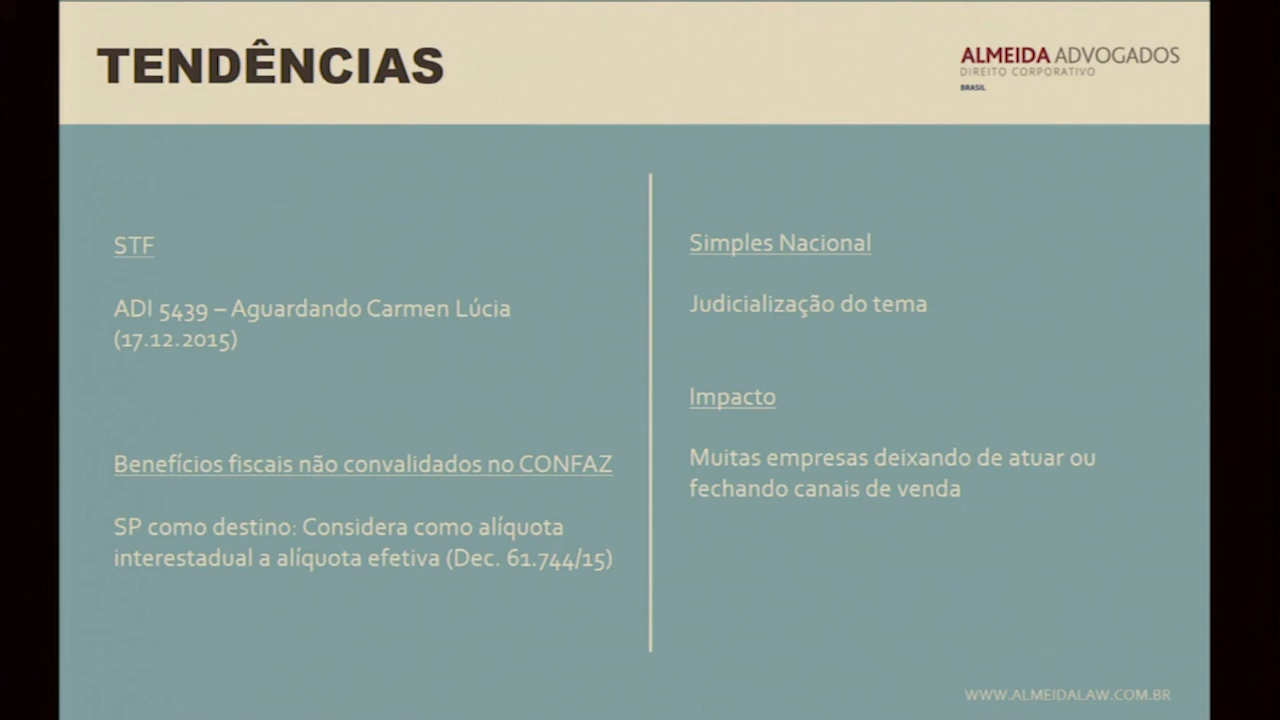 TENDÊNCIAS
ALMEIDA ADVOGADOS
DIREITO CORPORATIVO
BRASIL
STF
ADI 5439 – Aguardando Carmen Lúcia
(17.12.2015)
Benefícios fiscais não convalidados no CONFAZ
SP como destino: Considera como alíquota
interestadual a alíquota efetiva (Dec. 61.744/15)
Simples Nacional
Judicialização do tema
Impacto
Muitas empresas deixando de atuar ou
fechando canais de venda
WWW.ALMEIDALAW.COM.BR